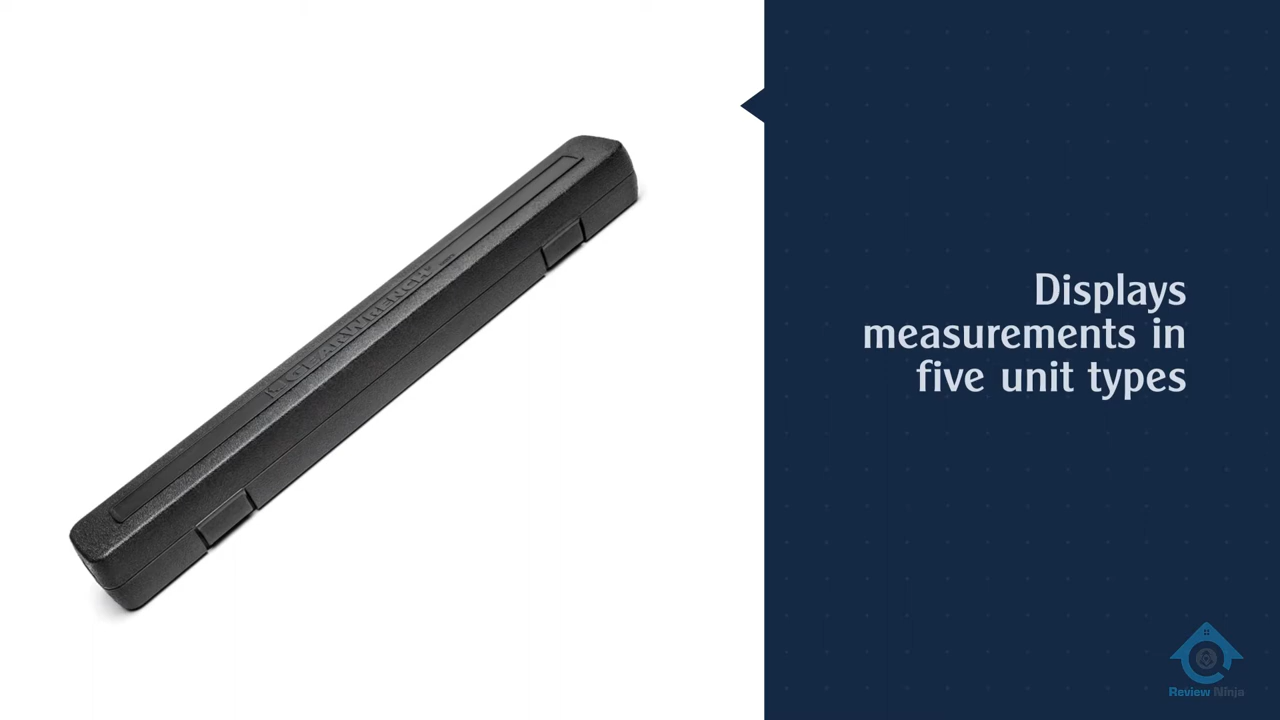 GEARWRENCH
Displays
measurements in
five unit types
Review Ninja